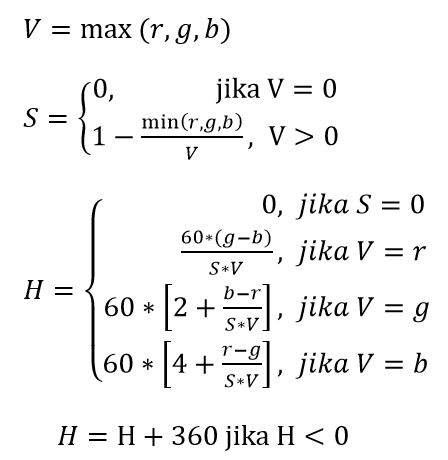 V = max (r, g, b)
S = { 0, jika V = 0
1 − min(r,g,b) / V, V > 0
H = { 0, jika S = 0
60∗(g−b) / S∗V, jika V = r
60 ∗ [2 + b−r / S∗V], jika V = g
60 ∗ [4 + r−g / S∗V], jika V = b
H = H + 360 jika H < 0